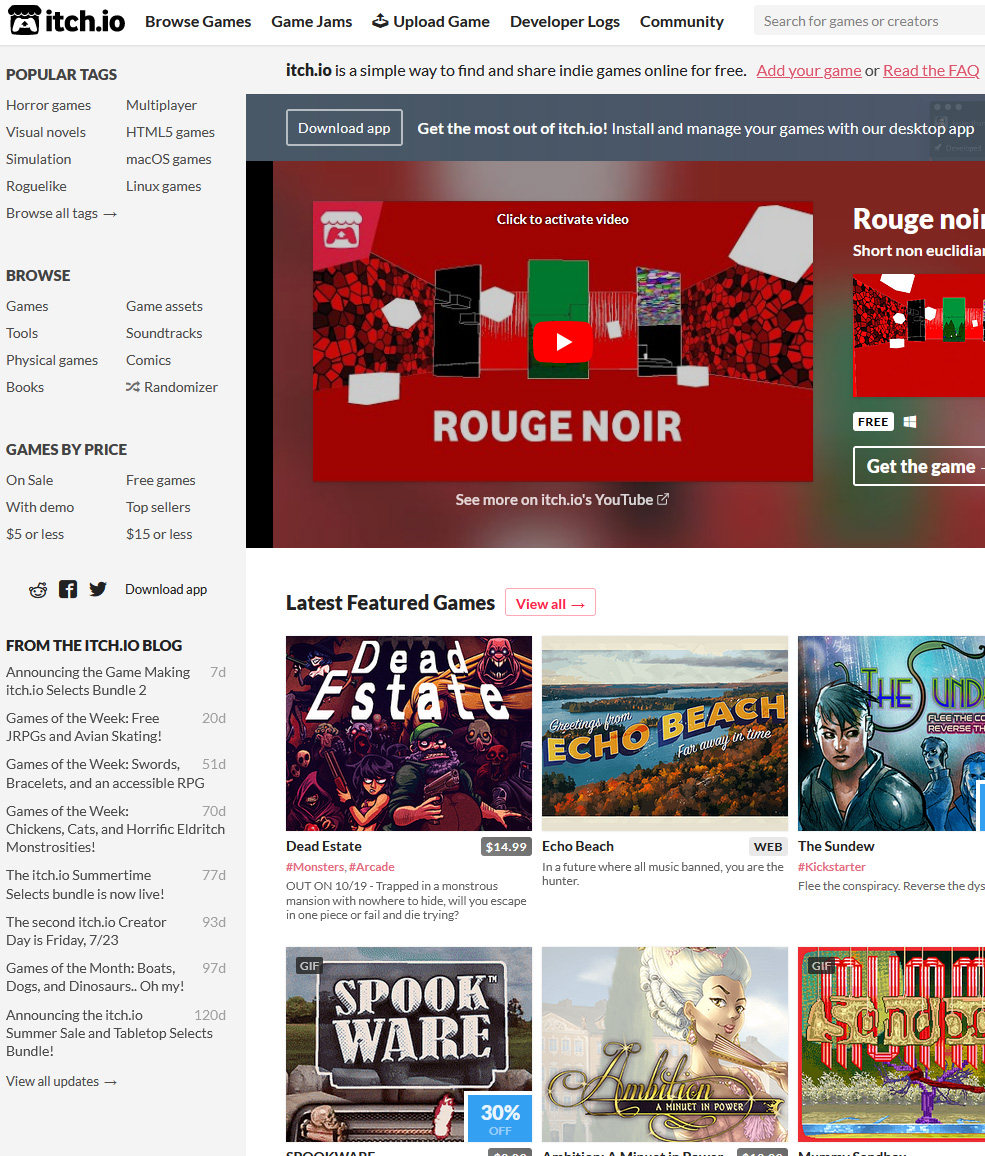 itch.io
Browse Games
Game Jams
Upload Game
Developer Logs
Community
Search for games or creators
POPULAR TAGS
Horror games
Multiplayer
Visual novels
HTML5 games
Simulation
macOS games
Roguelike
Linux games
Browse all tags →
BROWSE
Games
Game assets
Tools
Soundtracks
Physical games
Comics
Books
Randomizer
GAMES BY PRICE
On Sale
Free games
With demo
Top sellers
$5 or less
$15 or less
Download app
FROM THE ITCH.IO BLOG
Announcing the Game Making 7d
itch.io Selects Bundle 2
Games of the Week: Free 20d
JRPGs and Avian Skating!
Games of the Week: Swords, 51d
Bracelets, and an accessible RPG
Games of the Week: 70d
Chickens, Cats, and Horrific Eldritch
Monstrosities!
The itch.io Summertime 77d
Selects bundle is now live!
The second itch.io Creator 93d
Day is Friday, 7/23
Games of the Month: Boats, 97d
Dogs, and Dinosaurs.. Oh my!
Announcing the itch.io 120d
Summer Sale and Tabletop Selects
Bundle!
View all updates →
itch.io is a simple way to find and share indie games online for free. Add your game or Read the FAQ
Download app
Get the most out of itch.io! Install and manage your games with our desktop app
Click to activate video
ROUGE NOIR
See more on itch.io's YouTube
Rouge noir
Short non euclidian
FREE
Get the game
Latest Featured Games
View all →
Dead
Estate
Dead Estate
$14.99
#Monsters, #Arcade
OUT ON 10/19 - Trapped in a monstrous
mansion with nowhere to hide, will you escape
in one piece or fail and die trying?
Greetings from
ECHO BEACH
Far away in time
Echo Beach
WEB
In a future where all music banned, you are the
hunter.
THE SUND
FLEE THE CO
REVERSE TH
The Sundew
#Kickstarter
Flee the conspiracy. Reverse the dys
GIF
SPOOK
WARE
TM
30%
OFF
SPOOKWARE
Ambition
A MINUET IN POWER
Ambition: A Minuet in Power
GIF
Sandbo
Mummy Sandbox